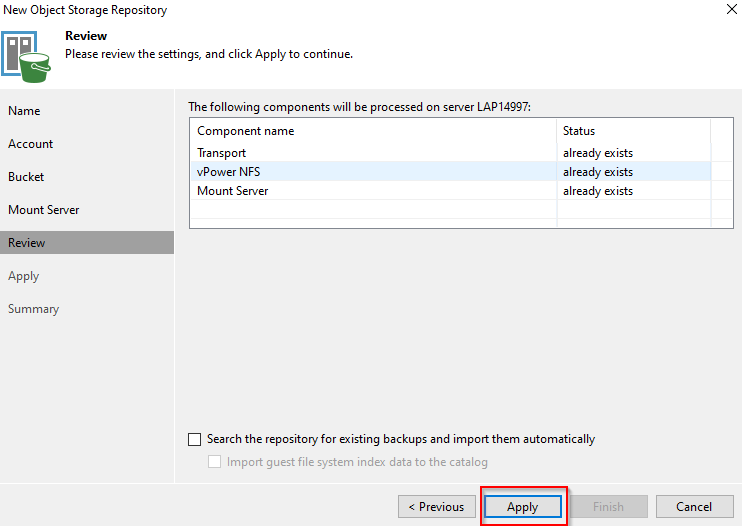 New Object Storage Repository
Review
Please review the settings, and click Apply to continue.
Name
Account
Bucket
Mount Server
Review
Apply
Summary
The following components will be processed on server LAP14997:
Component name Status
Transport already exists
vPower NFS already exists
Mount Server already exists
Search the repository for existing backups and import them automatically
Import guest file system index data to the catalog
< Previous Apply Finish Cancel